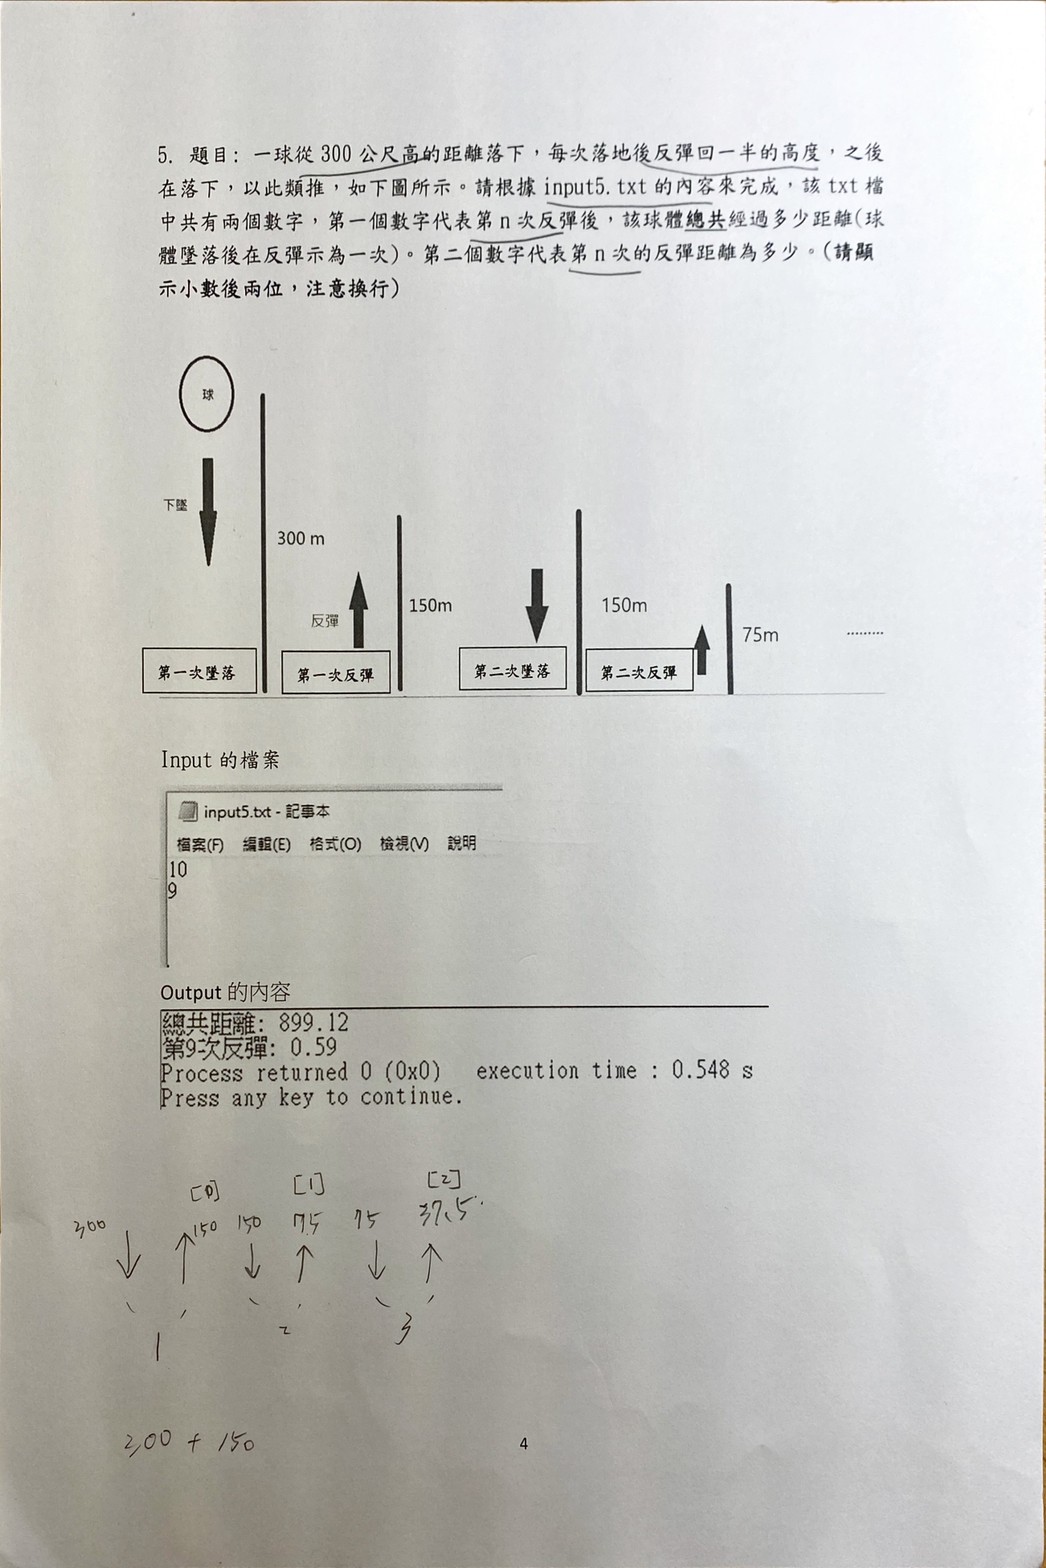 5. 題目: 一球從 300 公尺高的距離落下，每次落地後反彈回一半的高度，之後
在落下，以此類推，如下圖所示。請根據 input5.txt 的內容來完成，該 txt 檔
中共有兩個數字，第一個數字代表第 n 次反彈後，該球體總共經過多少距離(球
體墜落後在反彈示為一次)。第二個數字代表第 n 次的反彈距離為多少。(請顯
示小數後兩位，注意換行)
球
下墜
300 m
反彈
150m
150m
75m
.........
第一次墜落
第一次反彈
第二次墜落
第二次反彈
Input 的檔案
input5.txt - 記事本
檔案(F) 編輯(E) 格式(O) 檢視(V) 說明
10
9
Output 的內容
總共距離: 899.12
第9次反彈: 0.59
Process returned 0 (0x0) execution time : 0.548 s
Press any key to continue.
[0] [1] [2]
300 150 150 75 75 37.5
1 2 3
300 + 150
4